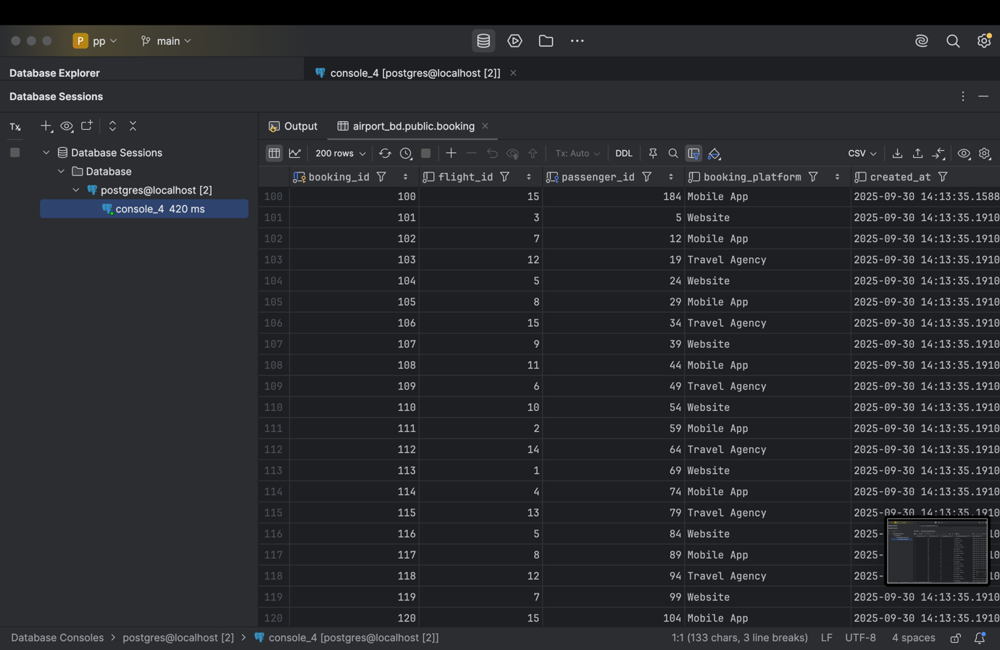 P pp main
Database Explorer console_4 [postgres@localhost [2]]
Database Sessions
Tx Output airport_bd.public.booking
Database Sessions 200 rows Tx: Auto DDL CSV
Database
postgres@localhost [2] booking_id flight_id passenger_id booking_platform created_at
console_4 420 ms
100 100 15 184 Mobile App 2025-09-30 14:13:35.1588
101 101 3 5 Website 2025-09-30 14:13:35.1910
102 102 7 12 Mobile App 2025-09-30 14:13:35.1910
103 103 12 19 Travel Agency 2025-09-30 14:13:35.1910
104 104 5 24 Website 2025-09-30 14:13:35.1910
105 105 8 29 Mobile App 2025-09-30 14:13:35.1910
106 106 15 34 Travel Agency 2025-09-30 14:13:35.1910
107 107 9 39 Website 2025-09-30 14:13:35.1910
108 108 11 44 Mobile App 2025-09-30 14:13:35.1910
109 109 6 49 Travel Agency 2025-09-30 14:13:35.1910
110 110 10 54 Website 2025-09-30 14:13:35.1910
111 111 2 59 Mobile App 2025-09-30 14:13:35.1910
112 112 14 64 Travel Agency 2025-09-30 14:13:35.1910
113 113 1 69 Website 2025-09-30 14:13:35.1910
114 114 4 74 Mobile App 2025-09-30 14:13:35.1910
115 115 13 79 Travel Agency 2025-09-30 14:13:35.1910
116 116 5 84 Website 2025-09-
117 117 8 89 Mobile App 2025-09-
118 118 12 94 Travel Agency 2025-09-
119 119 7 99 Website 2025-09-30 14:13:35.1910
120 120 15 104 Mobile App 2025-09-30 14:13:35.1910
Database Consoles > postgres@localhost [2] > console_4 [postgres@localhost [2]] 1:1 (133 chars, 3 line breaks) LF UTF-8 4 spaces